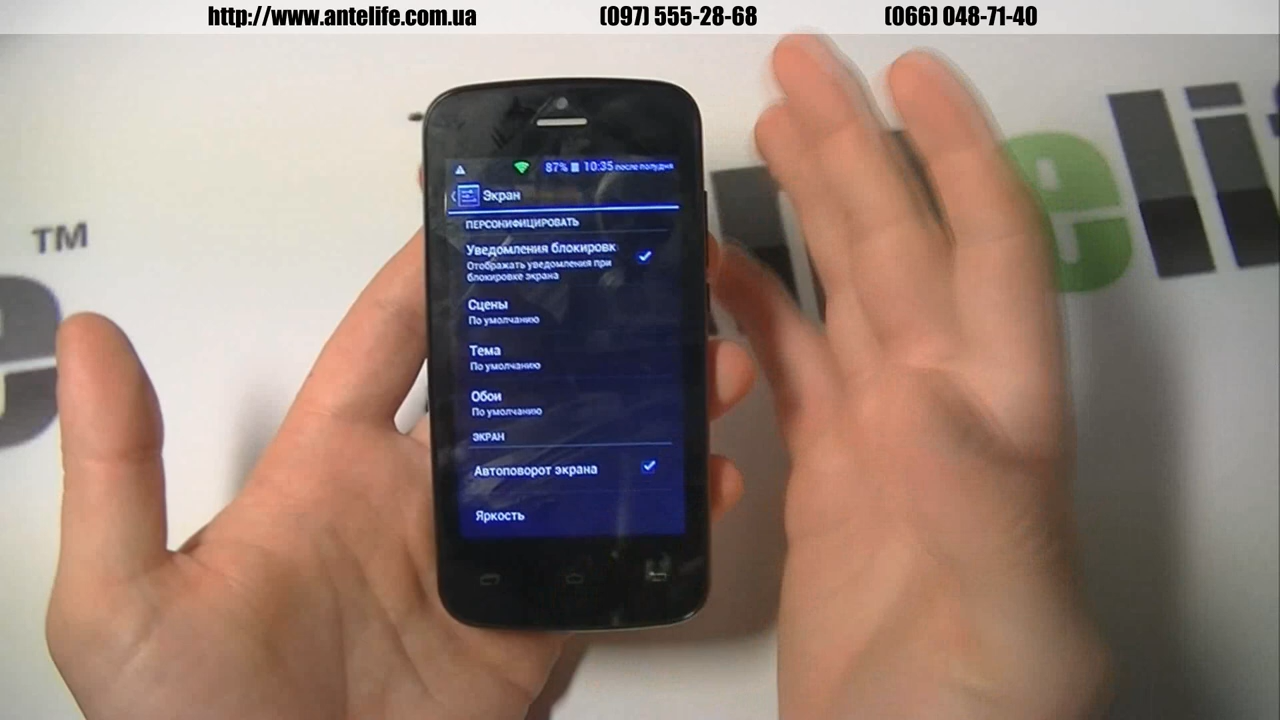 http://www.antelife.com.ua (097) 555-28-68 (066) 048-71-40
TM
e
elif
87% 10:35 после полудня
Экран
ПЕРСОНИФИЦИРОВАТЬ
Уведомления блокировк
Отображать уведомления при
блокировке экрана
Сцены
По умолчанию
Тема
По умолчанию
Обои
По умолчанию
ЭКРАН
Автоповорот экрана
Яркость